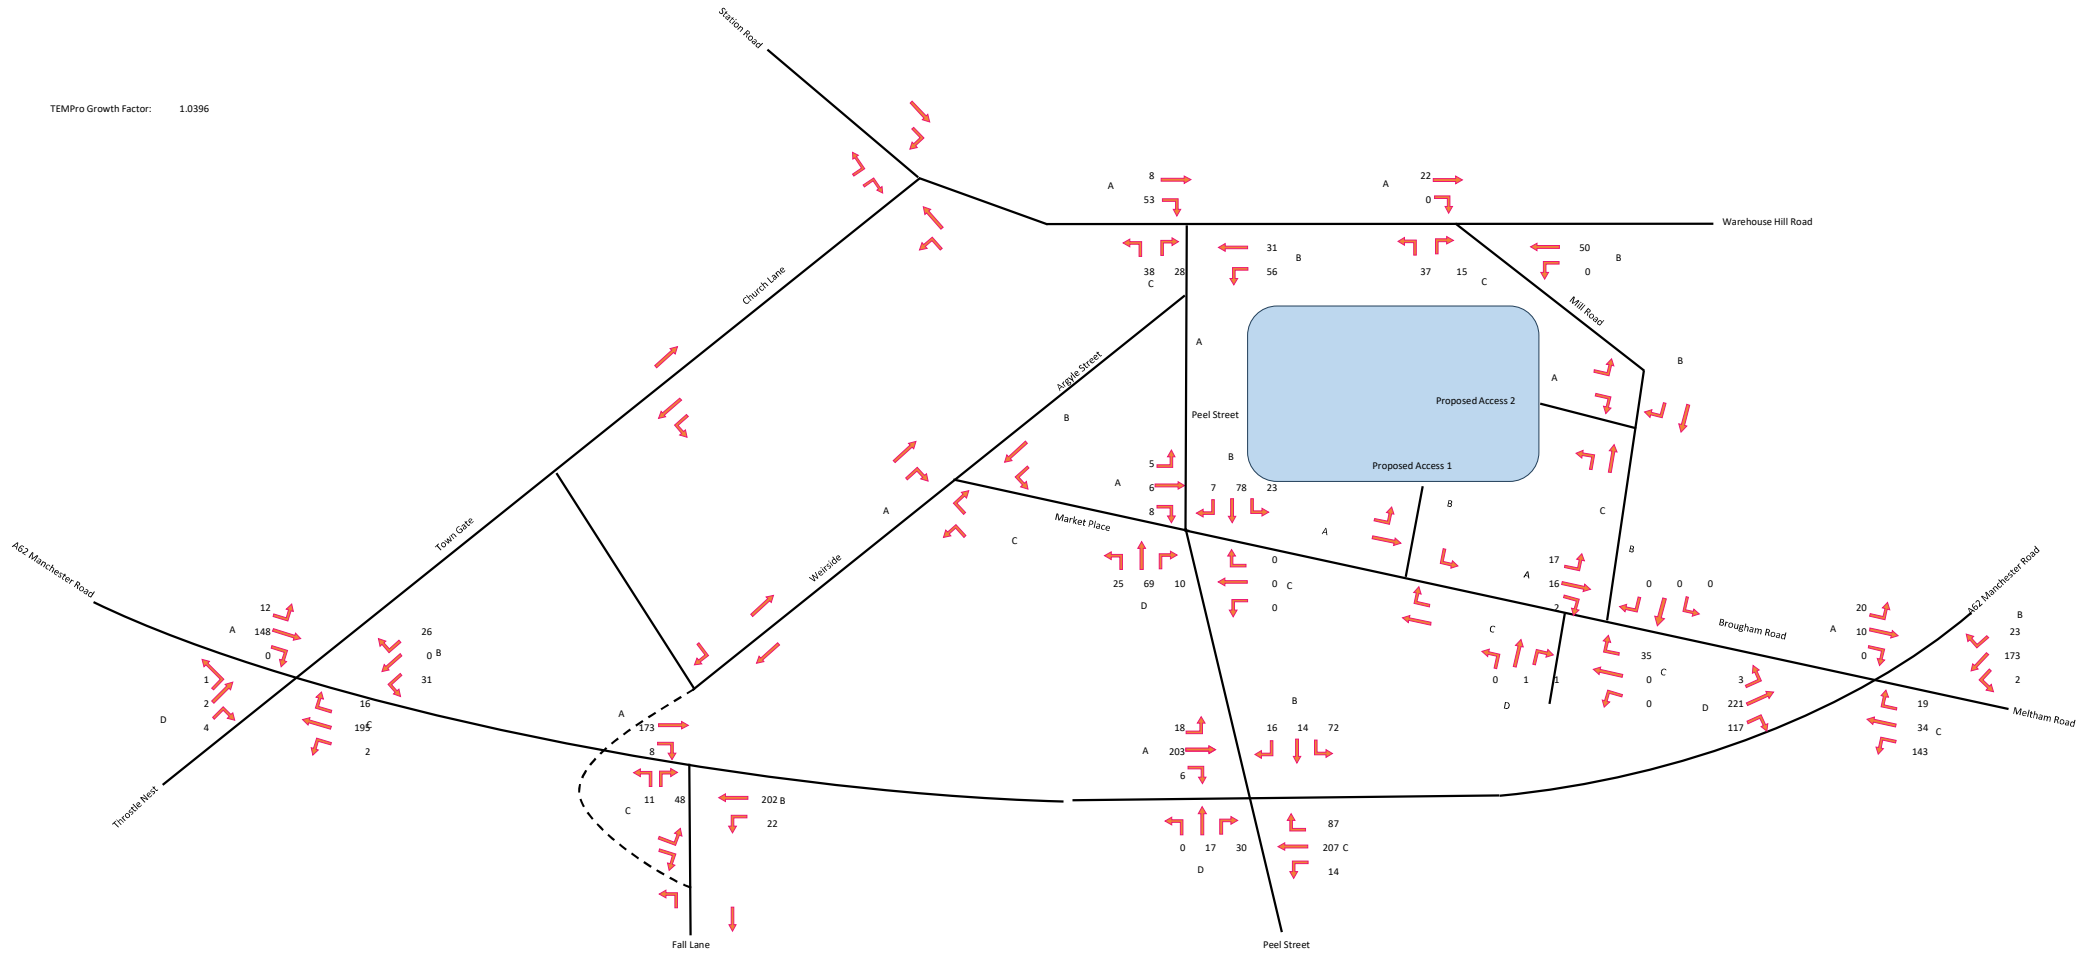 Station Road
TEMPro Growth Factor: 1.0396
8
A
53
22
A
0
Warehouse Hill Road
38 28
C
31
B
56
37 15
C
50
B
0
Church Lane
Mill Road
A
Argyle Street
B
A
Proposed Access 2
Peel Street
B
Proposed Access 1
B
5
A
6
8
7 78 23
B
A
C
A
Market Place
C
Town Gate
A62 Manchester Road
Weirside
25 69 10
D
0
0 C
0
17
A
16
2
B
0 0 0
A62 Manchester Road
12
A
148
0
26
0 B
31
Brougham Road
20
A
10
0
B
23
173
2
C
0 1 1
D
35
C
0
0
1
2
D
4
16
C
195
2
3
D
221
117
19
34 C
143
Meltham Road
A
173
8
B
18
A 203
6
16 14 72
Throstle Nest
11 48
C
202 B
22
0 17 30
D
87
207 C
14
Fall Lane
Peel Street